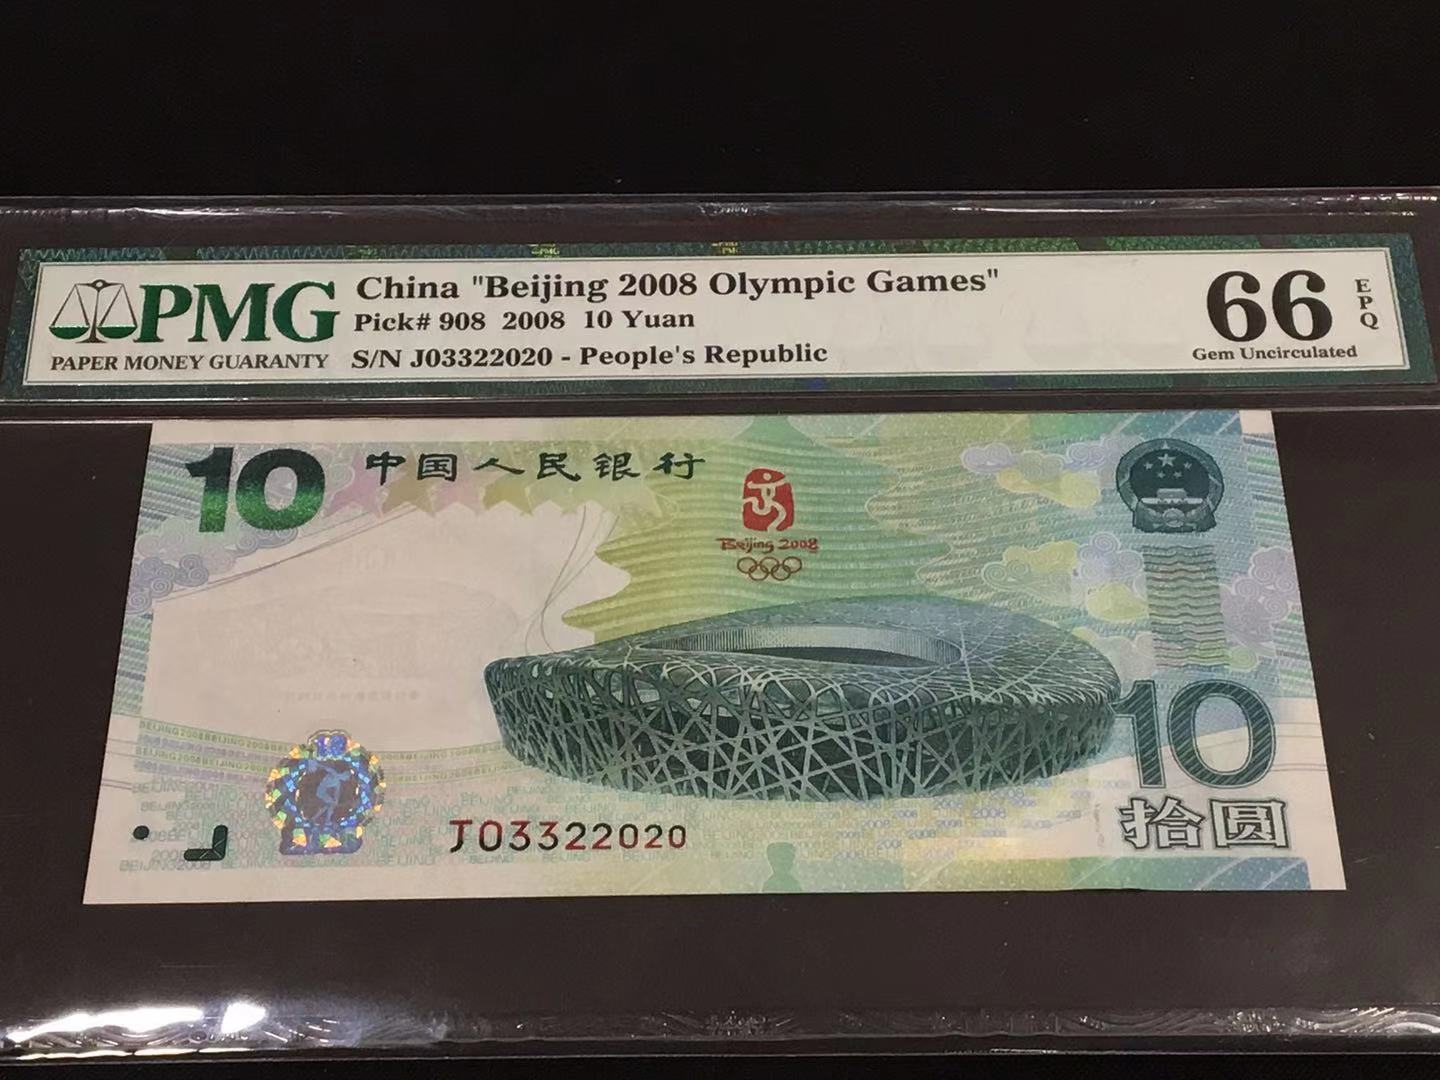 PMG
PAPER MONEY GUARANTY
China "Beijing 2008 Olympic Games"
Pick# 908 2008 10 Yuan
S/N J03322020 - People's Republic
66
EPQ
Gem Uncirculated
10 中国人民银行
Beijing 2008
BEIJING2008BEIJING2008BEIJING2008
10
拾圆
J03322020